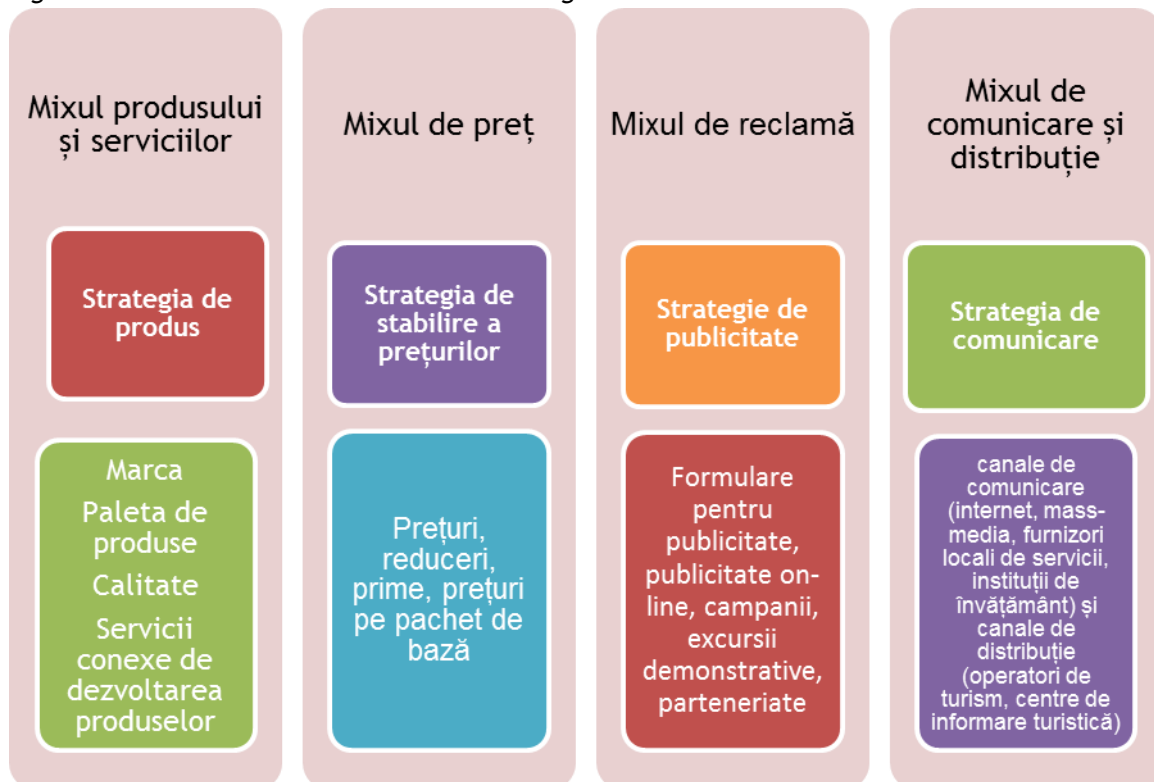 Mixul produsului
și serviciilor
Strategia de
produs
Marca
Paleta de
produse
Calitate
Servicii
conexe de
dezvoltarea
produselor
Mixul de preț
Strategia de
stabilire a
prețurilor
Prețuri,
reduceri,
prime, prețuri
pe pachet de
bază
Mixul de reclamă
Strategie de
publicitate
Formulare
pentru
publicitate,
publicitate on-
line, campanii,
excursii
demonstrative,
parteneriate
Mixul de
comunicare și
distribuție
Strategia de
comunicare
canale de
comunicare
(internet, mass-
media, furnizori
locali de servicii,
instituții de
învățământ) și
canale de
distribuție
(operatori de
turism, centre de
informare turistică)